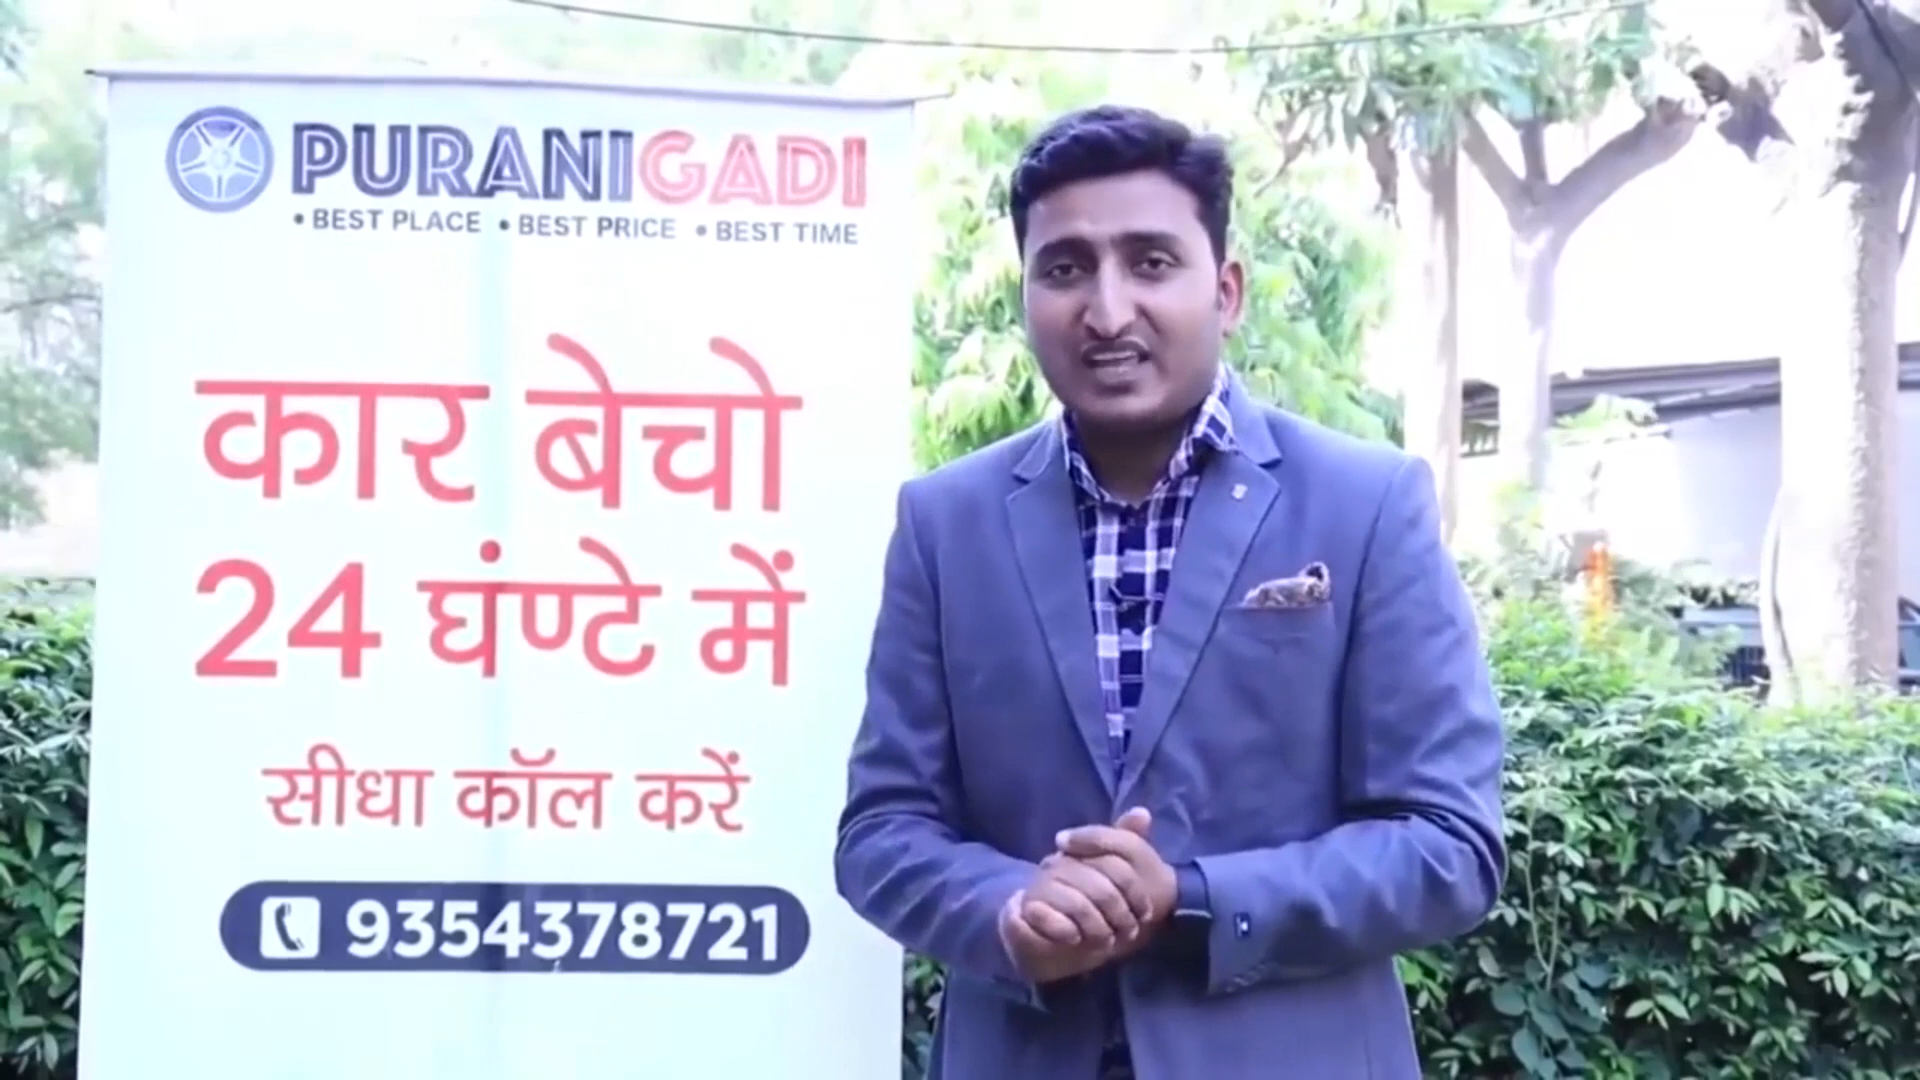 PURANIGADI
• BEST PLACE • BEST PRICE • BEST TIME
कार बेचो
24 घंण्टे में
सीधा कॉल करें
9354378721